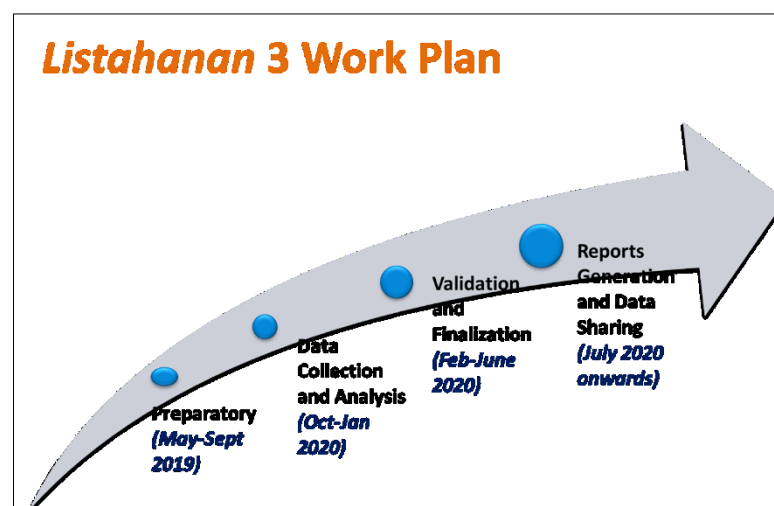 Listahanan 3 Work Plan
Preparatory
(May-Sept
2019)
Data
Collection
and Analysis
(Oct-Jan
2020)
Validation
and
Finalization
(Feb-June
2020)
Reports
Generation
and Data
Sharing
(July 2020
onwards)